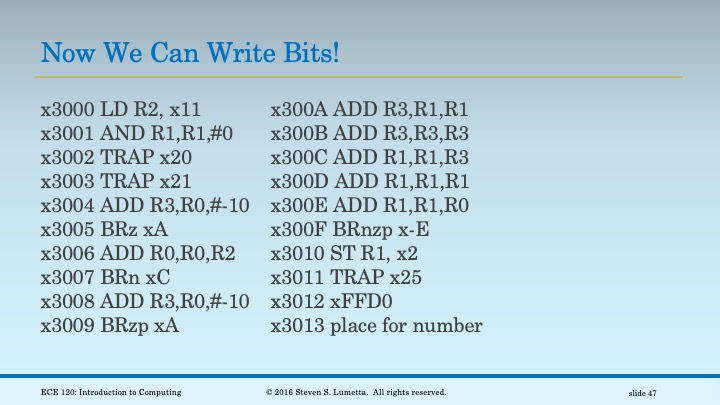 Now We Can Write Bits!
x3000 LD R2, x11
x3001 AND R1,R1,#0
x3002 TRAP x20
x3003 TRAP x21
x3004 ADD R3,R0,#-10
x3005 BRz xA
x3006 ADD R0,R0,R2
x3007 BRn xC
x3008 ADD R3,R0,#-10
x3009 BRzp xA
x300A ADD R3,R1,R1
x300B ADD R3,R3,R3
x300C ADD R1,R1,R3
x300D ADD R1,R1,R1
x300E ADD R1,R1,R0
x300F BRnzp x-E
x3010 ST R1, x2
x3011 TRAP x25
x3012 xFFD0
x3013 place for number
ECE 120: Introduction to Computing
© 2016 Steven S. Lumetta. All rights reserved.
slide 47